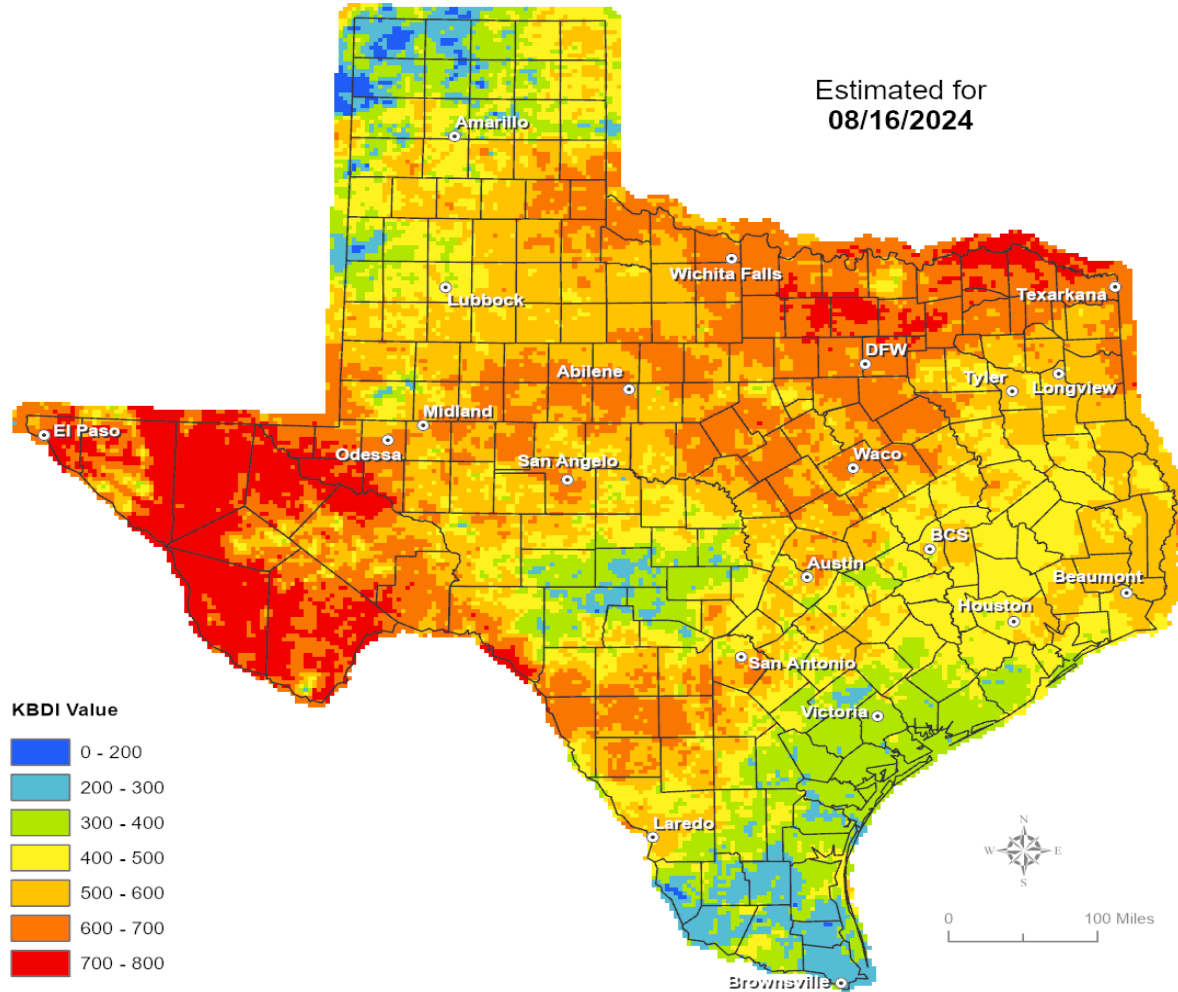 Estimated for
08/16/2024
Amarillo
Wichita Falls
Lubbock
Texarkana
DFW
Abilene
Tyler
Longview
Midland
El Paso
Odessa
San Angelo
Waco
BCS
Austin
Beaumont
Houston
San Antonio
Victoria
KBDI Value
0 - 200
200 - 300
300 - 400
400 - 500
500 - 600
600 - 700
700 - 800
Laredo
N
W E
S
0 100 Miles
Brownsville